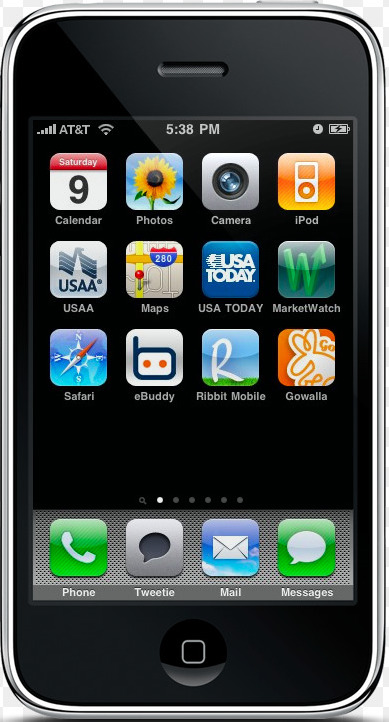 AT&T 5:38 PM
Saturday
9
280
USAA®
USA
TODAY.
W
Calendar Photos Camera iPod
USAA Maps USA TODAY MarketWatch
N
b
R
Go
Safari eBuddy Ribbit Mobile Gowalla
Phone Tweetie Mail Messages